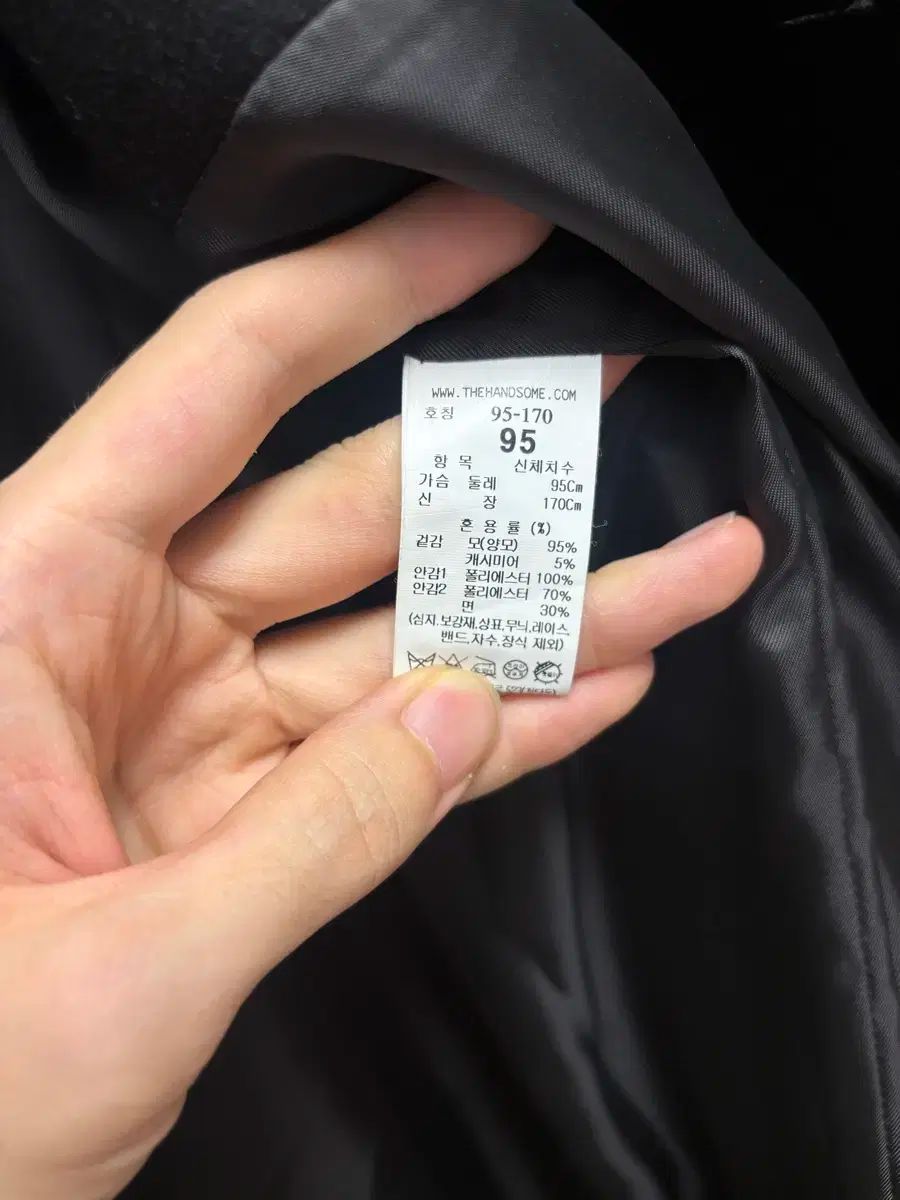 WWW.THEHANDSOME.COM
호칭 95-170
95
항 목 신체치수
가슴 둘레 95Cm
신 장 170Cm
혼 용 률 (%)
겉감 모(양모) 95%
캐시미어 5%
안감1 폴리에스터 100%
안감2 폴리에스터 70%
면 30%
(심지,보강재,상표,무늬,레이스,
밴드,자수,장식 제외)